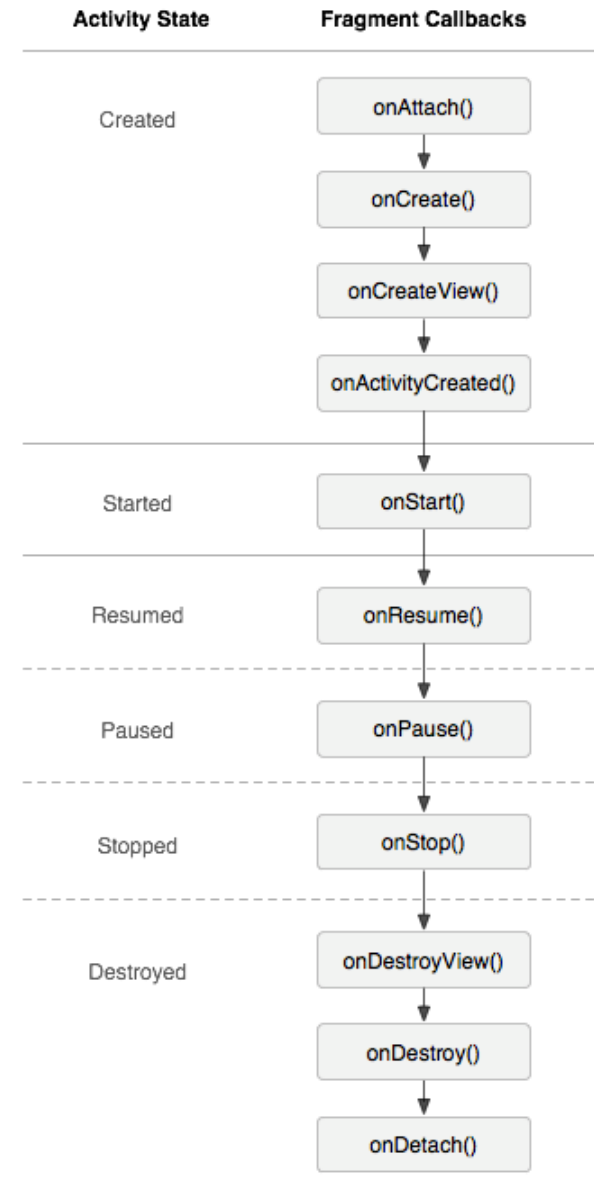 Activity State Fragment Callbacks
Created
onAttach()
onCreate()
onCreateView()
onActivityCreated()
Started
onStart()
Resumed
onResume()
Paused
onPause()
Stopped
onStop()
Destroyed
onDestroyView()
onDestroy()
onDetach()